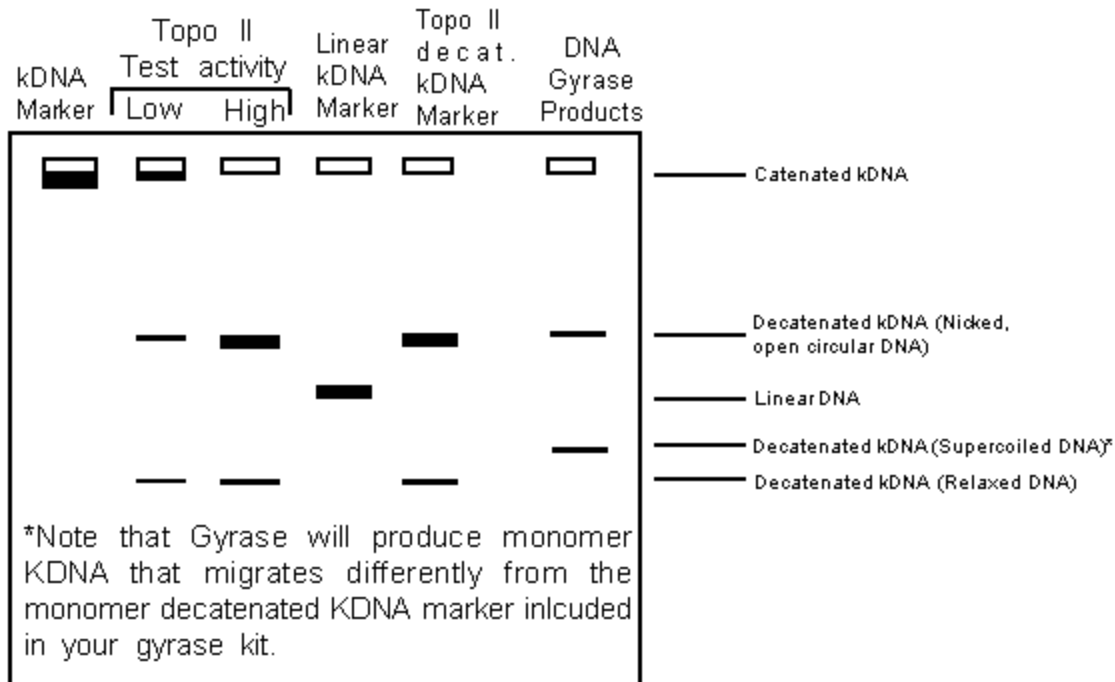 kDNA
Marker
Topo II
Test activity
Low High
Linear
kDNA
Marker
Topo II
decat.
kDNA
Marker
DNA
Gyrase
Products
Catenated kDNA
Decatenated kDNA (Nicked,
open circular DNA)
Linear DNA
Decatenated kDNA (Supercoiled DNA)*
Decatenated kDNA (Relaxed DNA)
*Note that Gyrase will produce monomer
KDNA that migrates differently from the
monomer decatenated KDNA marker inlcuded
in your gyrase kit.